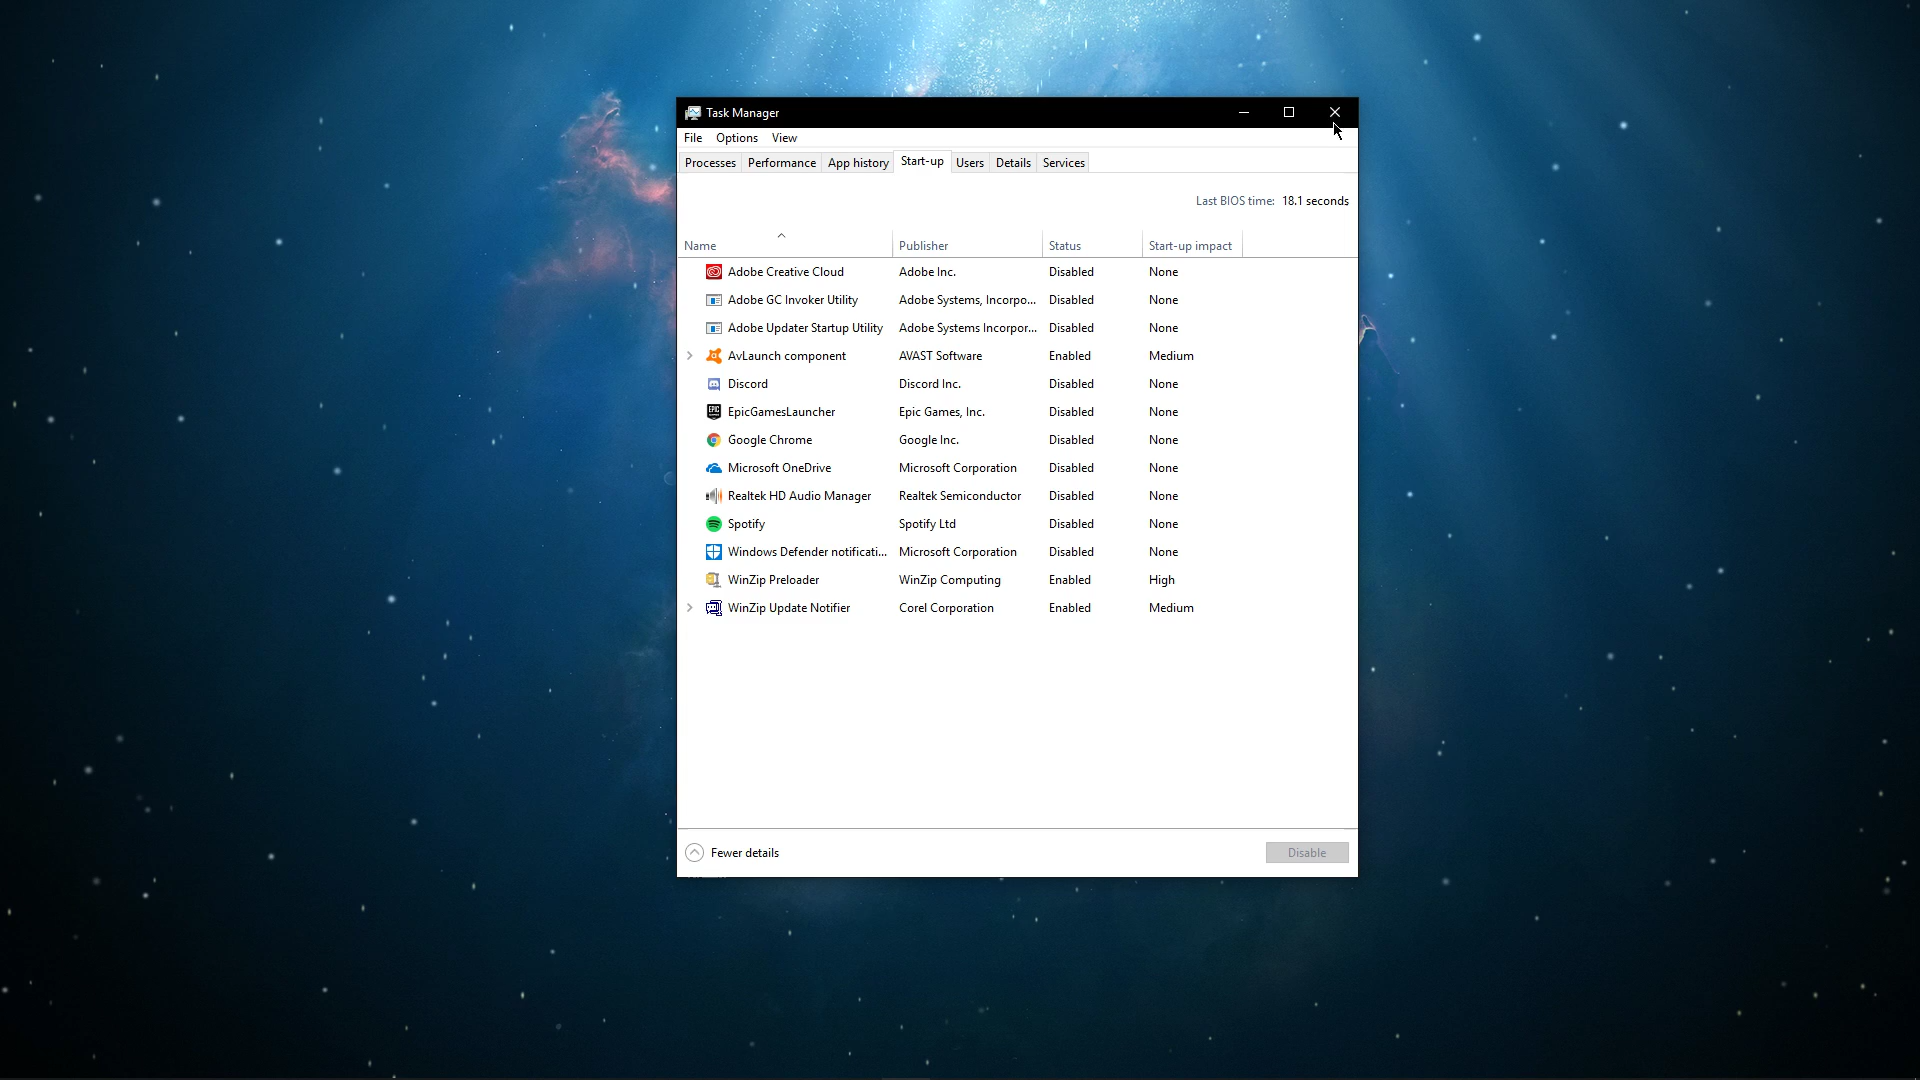 Task Manager
File Options View
Processes Performance App history Start-up Users Details Services
Last BIOS time: 18.1 seconds
Name Publisher Status Start-up impact
Adobe Creative Cloud Adobe Inc. Disabled None
Adobe GC Invoker Utility Adobe Systems, Incorpo... Disabled None
Adobe Updater Startup Utility Adobe Systems Incorpor... Disabled None
AvLaunch component AVAST Software Enabled Medium
Discord Discord Inc. Disabled None
EpicGamesLauncher Epic Games, Inc. Disabled None
Google Chrome Google Inc. Disabled None
Microsoft OneDrive Microsoft Corporation Disabled None
Realtek HD Audio Manager Realtek Semiconductor Disabled None
Spotify Spotify Ltd Disabled None
Windows Defender notificati... Microsoft Corporation Disabled None
WinZip Preloader WinZip Computing Enabled High
WinZip Update Notifier Corel Corporation Enabled Medium
Fewer details Disable